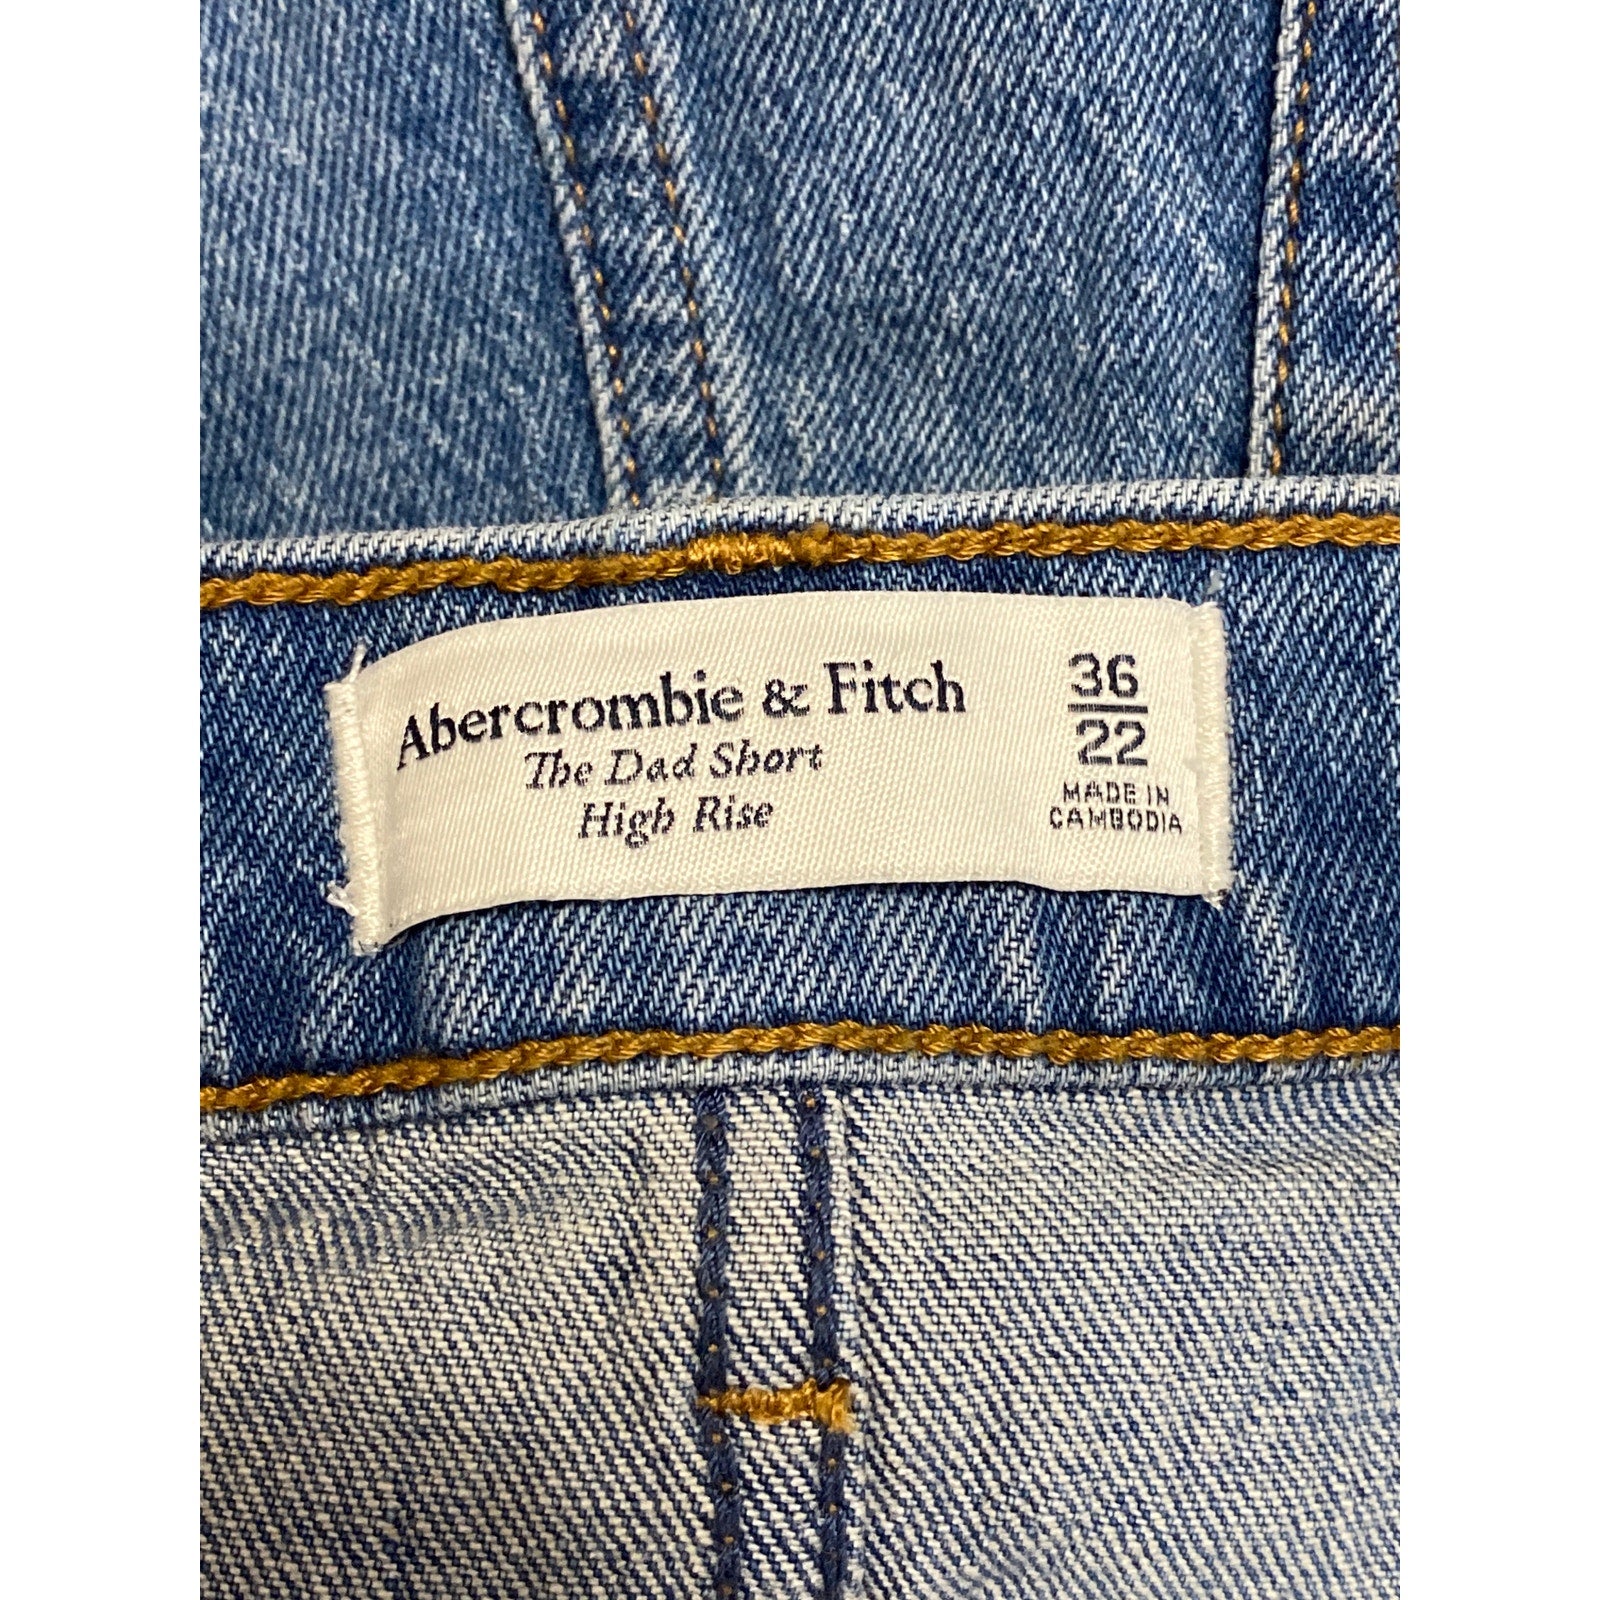 Abercrombie & Fitch
The Dad Short
High Rise
36
22
MADE IN
CAMBODIA